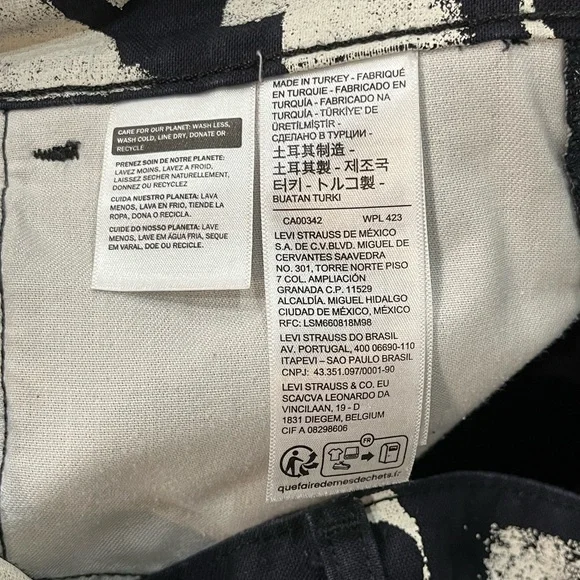 CARE FOR OUR PLANET: WASH LESS,
WASH COLD, LINE DRY, DONATE OR
RECYCLE
PRENEZ SOIN DE NOTRE PLANETE:
LAVEZ MOINS, LAVEZ A FROID,
LAISSEZ SECHER NATURELLEMENT,
DONNEZ OU RECYCLEZ
CUIDA NUESTRO PLANETA: LAVA
MENOS, LAVA EN FRIO, TIENDE LA
ROPA, DONA O RECICLA.
CUIDE DO NOSSO PLANETA: LAVE
MENOS, LAVE EM ÁGUA FRIA, SEQUE
EM VARAL, DOE OU RECICLE.
MADE IN TURKEY - FABRIQUÉ
EN TURQUIE - FABRICADO EN
TURQUÍA - FABRICADO NA
TURQUIA - TÜRKİYE' DE
ÜRETİLMİŞTİR -
СДЕЛАНО В ТУРЦИИ -
土耳其制造 -
土耳其製 - 제조국
터키 - トルコ製 -
BUATAN TURKI
CA00342 WPL 423
LEVI STRAUSS DE MÉXICO
S.A. DE C.V.BLVD. MIGUEL DE
CERVANTES SAAVEDRA
NO. 301, TORRE NORTE PISO
7 COL. AMPLIACIÓN
GRANADA C.P. 11529
ALCALDÍA. MIGUEL HIDALGO
CIUDAD DE MÉXICO, MÉXICO
RFC: LSM660818M98
LEVI STRAUSS DO BRASIL
AV. PORTUGAL, 400 06690-110
ITAPEVI – SAO PAULO BRASIL
CNPJ: 43.351.097/0001-90
LEVI STRAUSS & CO. EU
SCA/CVA LEONARDO DA
VINCILAAN, 19 - D
1831 DIEGEM, BELGIUM
CIF A 08298606
FR
quefairedemesdechets.fr